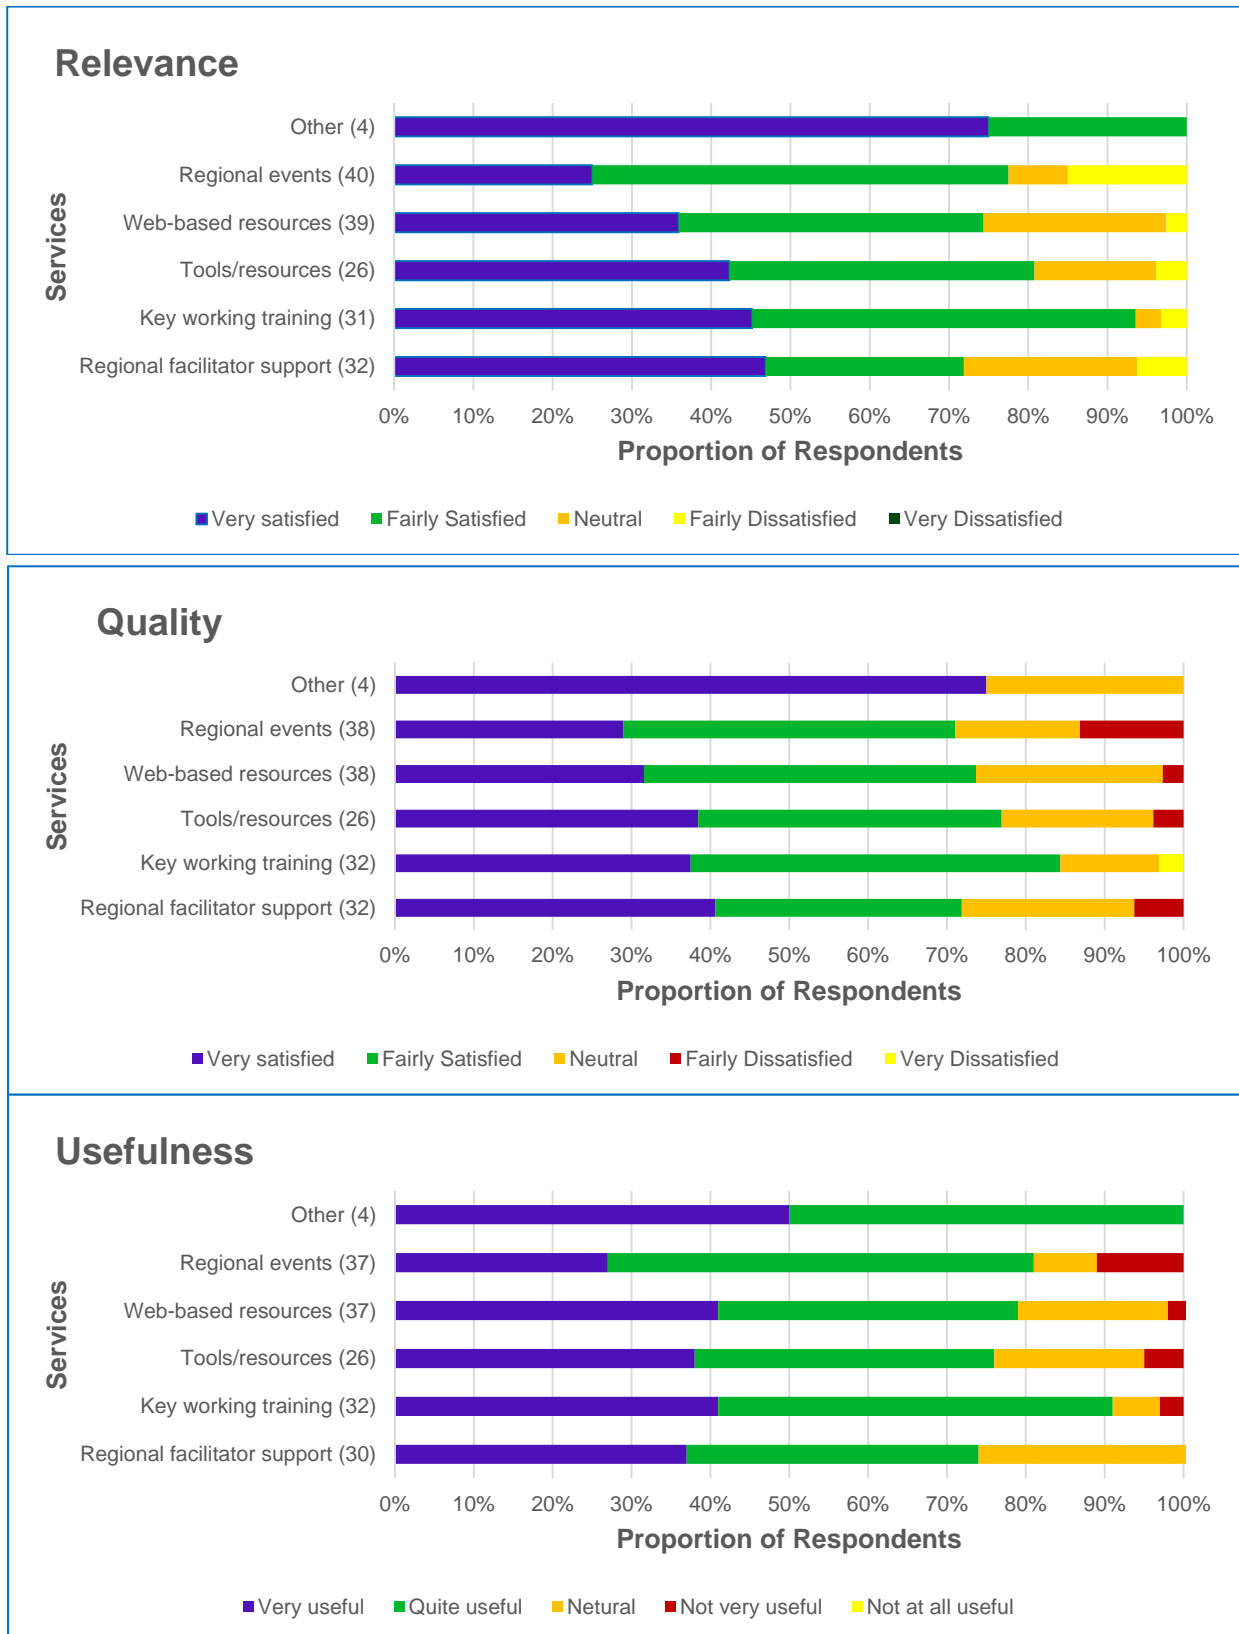 Relevance
Services
Other (4)
Regional events (40)
Web-based resources (39)
Tools/resources (26)
Key working training (31)
Regional facilitator support (32)
0% 10% 20% 30% 40% 50% 60% 70% 80% 90% 100%
Proportion of Respondents
Very satisfied Fairly Satisfied Neutral Fairly Dissatisfied Very Dissatisfied
Quality
Services
Other (4)
Regional events (38)
Web-based resources (38)
Tools/resources (26)
Key working training (32)
Regional facilitator support (32)
0% 10% 20% 30% 40% 50% 60% 70% 80% 90% 100%
Proportion of Respondents
Very satisfied Fairly Satisfied Neutral Fairly Dissatisfied Very Dissatisfied
Usefulness
Services
Other (4)
Regional events (37)
Web-based resources (37)
Tools/resources (26)
Key working training (32)
Regional facilitator support (30)
0% 10% 20% 30% 40% 50% 60% 70% 80% 90% 100%
Proportion of Respondents
Very useful Quite useful Netural Not very useful Not at all useful